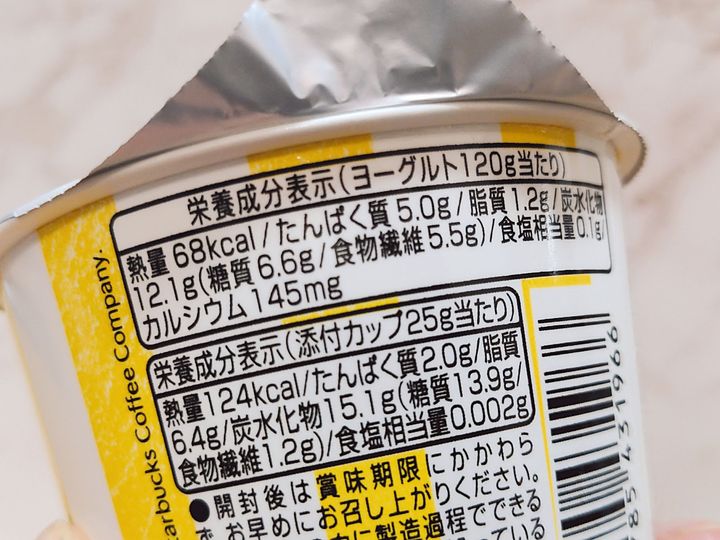 栄養成分表示(ヨーグルト120g当たり)
熱量68kcal/たんぱく質5.0g/脂質1.2g/炭水化物
12.1g(糖質6.6g/食物繊維5.5g)/食塩相当量0.1g/
カルシウム145mg
栄養成分表示(添付カップ25g当たり)
熱量124kcal/たんぱく質2.0g/脂質
6.4g/炭水化物15.1g(糖質13.9g/
食物繊維1.2g)/食塩相当量0.002g
●開封後は賞味期限にかかわら
ず、お早めにお召し上がりください。
製造過程でできる
いる
arbucks Coffee Company.
85431966